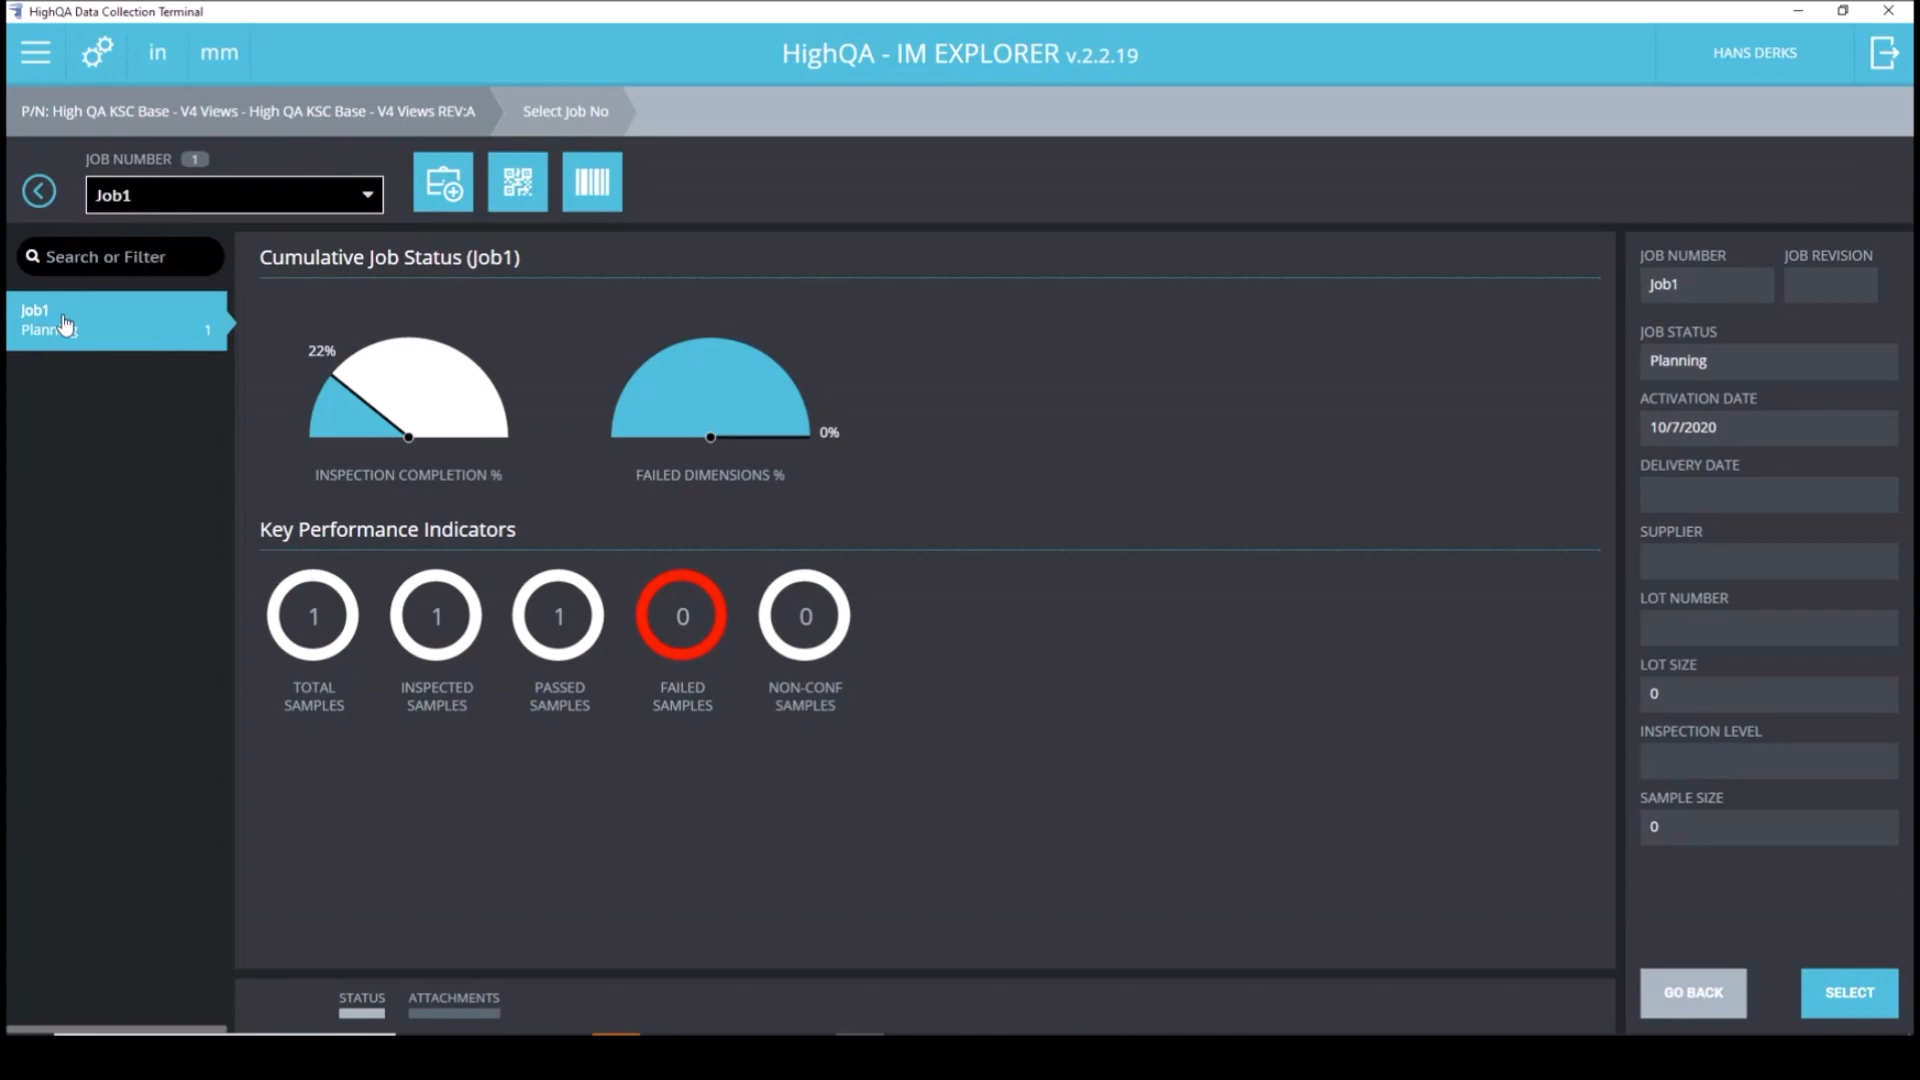 HighQA Data Collection Terminal
in mm HighQA - IM EXPLORER v.2.2.19 HANS DERKS
P/N: High QA KSC Base - V4 Views - High QA KSC Base - V4 Views REV:A Select Job No
JOB NUMBER 1
Job1
Search or Filter
Job1
Planning 1
Cumulative Job Status (Job1)
22%
0%
INSPECTION COMPLETION % FAILED DIMENSIONS %
Key Performance Indicators
1 1 1 0 0
TOTAL SAMPLES
INSPECTED SAMPLES
PASSED SAMPLES
FAILED SAMPLES
NON-CONF SAMPLES
STATUS ATTACHMENTS
JOB NUMBER JOB REVISION
Job1
JOB STATUS
Planning
ACTIVATION DATE
10/7/2020
DELIVERY DATE
SUPPLIER
LOT NUMBER
LOT SIZE
0
INSPECTION LEVEL
SAMPLE SIZE
0
GO BACK SELECT